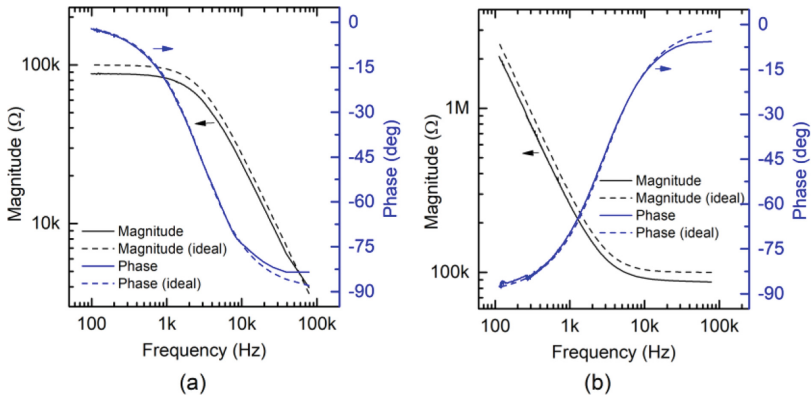 100k
10k
Magnitude (Ω)
0
-15
-30
-45
-60
-75
-90
Phase (deg)
Magnitude
Magnitude (ideal)
Phase
Phase (ideal)
100 1k 10k 100k
Frequency (Hz)
(a)
1M
100k
Magnitude (Ω)
0
-15
-30
-45
-60
-75
-90
Phase (deg)
Magnitude
Magnitude (ideal)
Phase
Phase (ideal)
100 1k 10k 100k
Frequency (Hz)
(b)